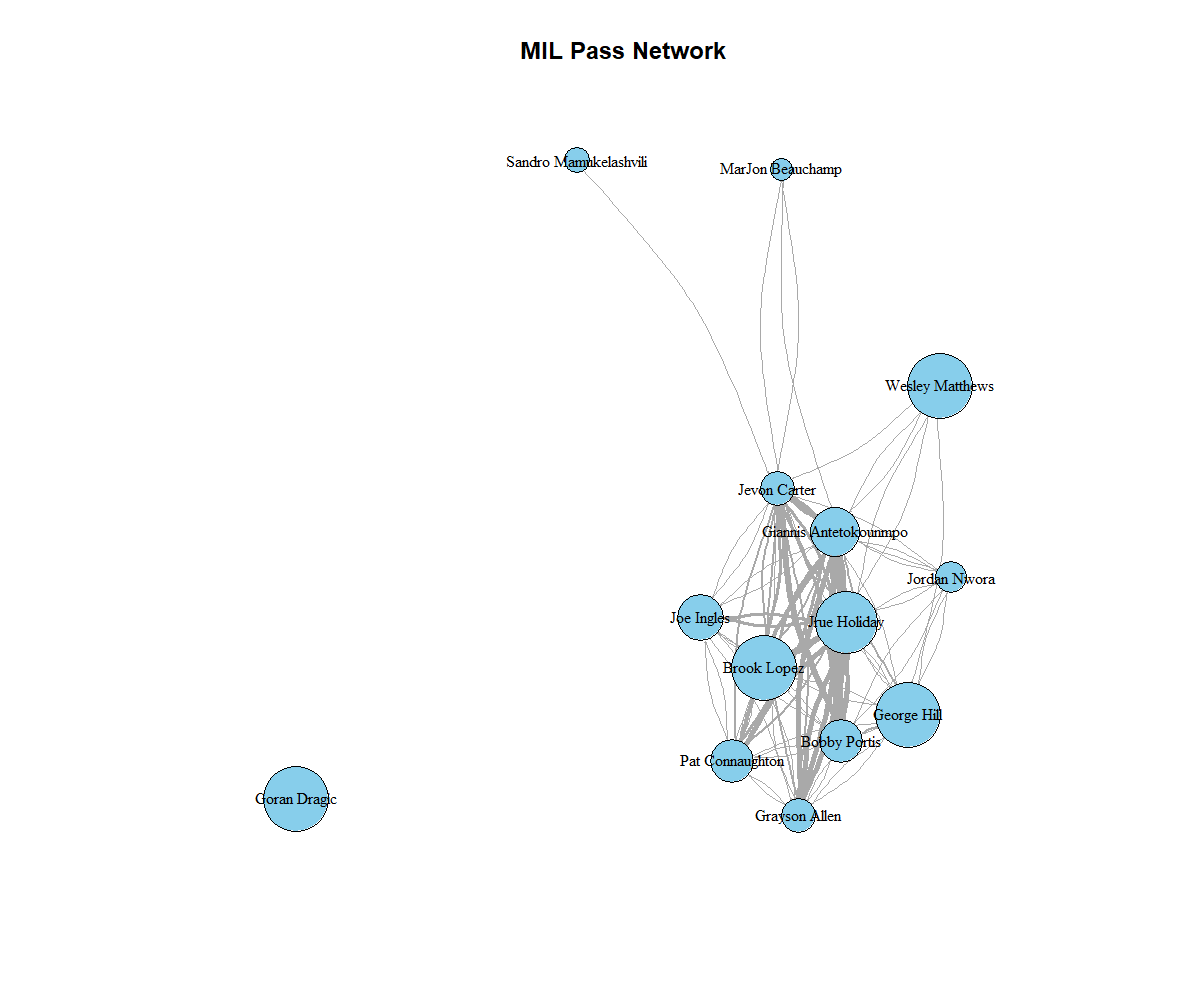 MIL Pass Network
Sandro Mamukelashvili
MarJon Beauchamp
Wesley Matthews
Jevon Carter
Giannis Antetokounmpo
Jordan Nwora
Joe Ingles
Jrue Holiday
Brook Lopez
George Hill
Bobby Portis
Pat Connaughton
Goran Dragic
Grayson Allen